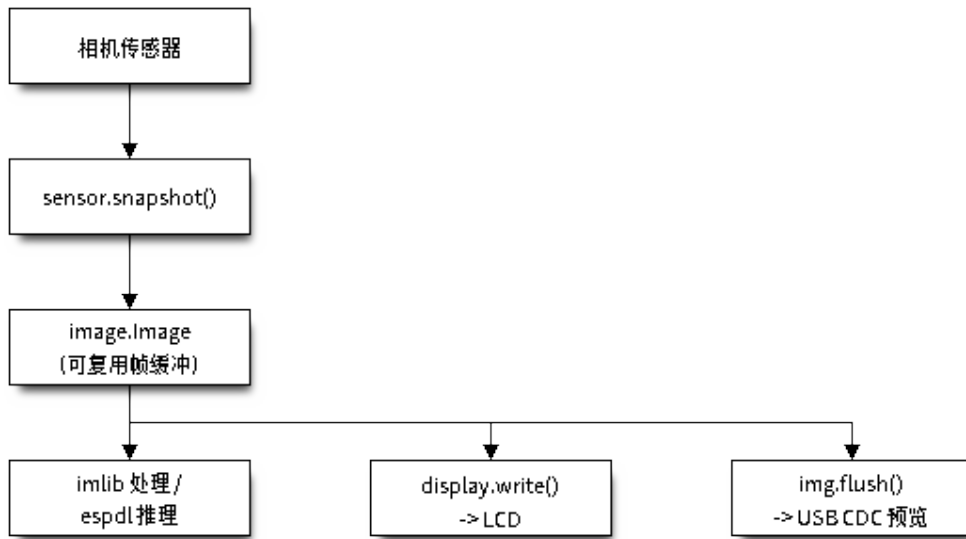 相机传感器
sensor.snapshot()
image.Image
(可复用帧缓冲)
imlib 处理 /
espdl 推理
display.write()
-> LCD
img.flush()
-> USB CDC 预览